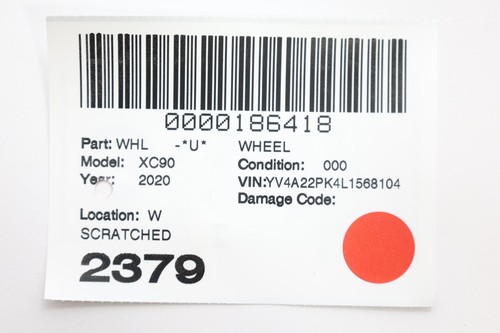 0000186418
Part: WHL -*U* WHEEL
Model: XC90 Condition: 000
Year: 2020 VIN:YV4A22PK4L1568104
Damage Code:
Location: W
SCRATCHED
2379